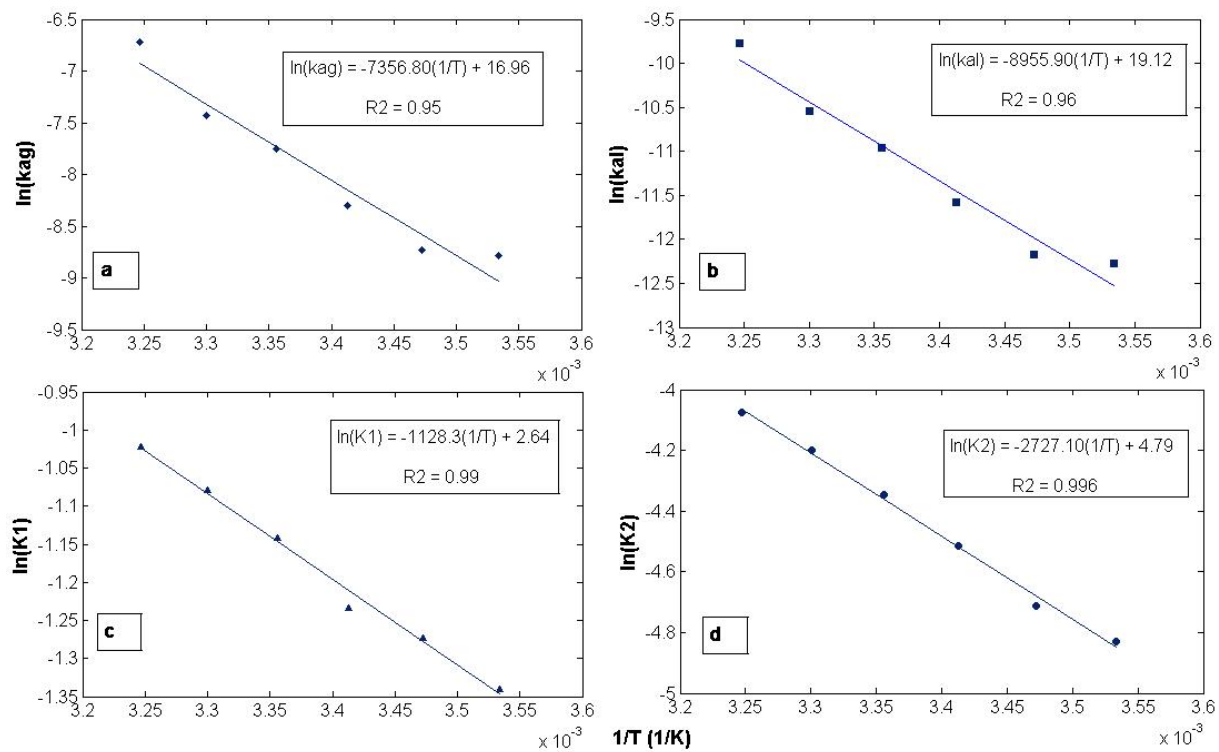 -6.5
-7
-7.5
-8
-8.5
-9
-9.5
ln(kag)
ln(kag) = -7356.80(1/T) + 16.96
R2 = 0.95
a
3.2 3.25 3.3 3.35 3.4 3.45 3.5 3.55 3.6
x 10⁻³
-9.5
-10
-10.5
-11
-11.5
-12
-12.5
-13
ln(kal)
ln(kal) = -8955.90(1/T) + 19.12
R2 = 0.96
b
3.2 3.25 3.3 3.35 3.4 3.45 3.5 3.55 3.6
x 10⁻³
-0.95
-1
-1.05
-1.1
-1.15
-1.2
-1.25
-1.3
-1.35
ln(K1)
ln(K1) = -1128.3(1/T) + 2.64
R2 = 0.99
c
3.2 3.25 3.3 3.35 3.4 3.45 3.5 3.55 3.6
x 10⁻³
-4
-4.2
-4.4
-4.6
-4.8
-5
ln(K2)
ln(K2) = -2727.10(1/T) + 4.79
R2 = 0.996
d
3.2 3.25 3.3 3.35 3.4 3.45 3.5 3.55 3.6
x 10⁻³
1/T (1/K)